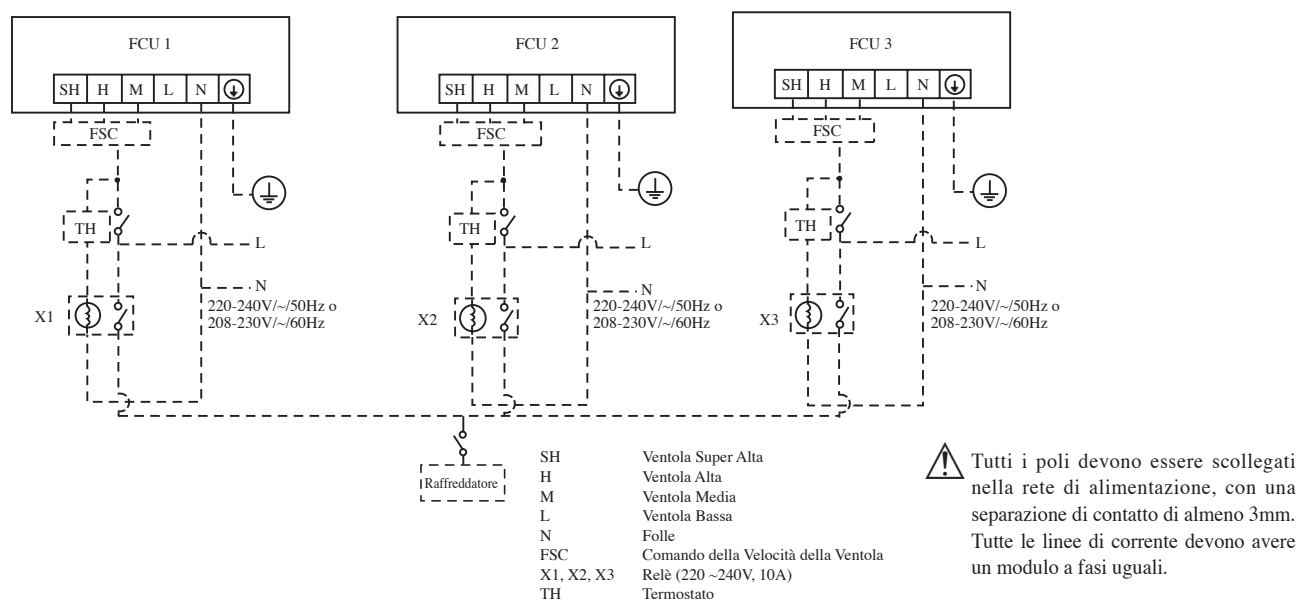 FCU 1
SH H M L N
FSC
TH
L
N
220-240V/~/50Hz o
208-230V/~/60Hz
X1
FCU 2
SH H M L N
FSC
TH
L
N
220-240V/~/50Hz o
208-230V/~/60Hz
X2
FCU 3
SH H M L N
FSC
TH
L
N
220-240V/~/50Hz o
208-230V/~/60Hz
X3
Raffreddatore
SH Ventola Super Alta
H Ventola Alta
M Ventola Media
L Ventola Bassa
N Folle
FSC Comando della Velocità della Ventola
X1, X2, X3 Relè (220 ~240V, 10A)
TH Termostato
Tutti i poli devono essere scollegati
nella rete di alimentazione, con una
separazione di contatto di almeno 3mm.
Tutte le linee di corrente devono avere
un modulo a fasi uguali.